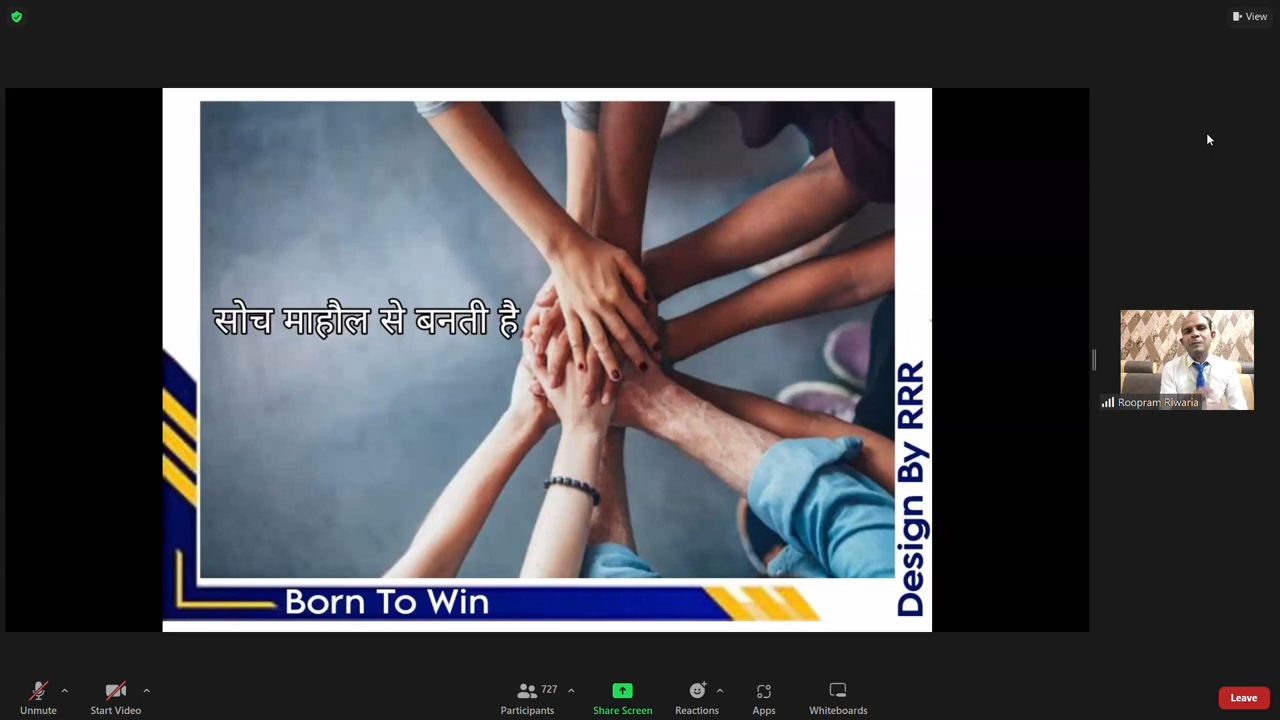 View
सोच माहौल से बनती है
Design By RRR
Born To Win
Roopram Riwaria
Unmute
Start Video
727
Participants
Share Screen
Reactions
Apps
Whiteboards
Leave